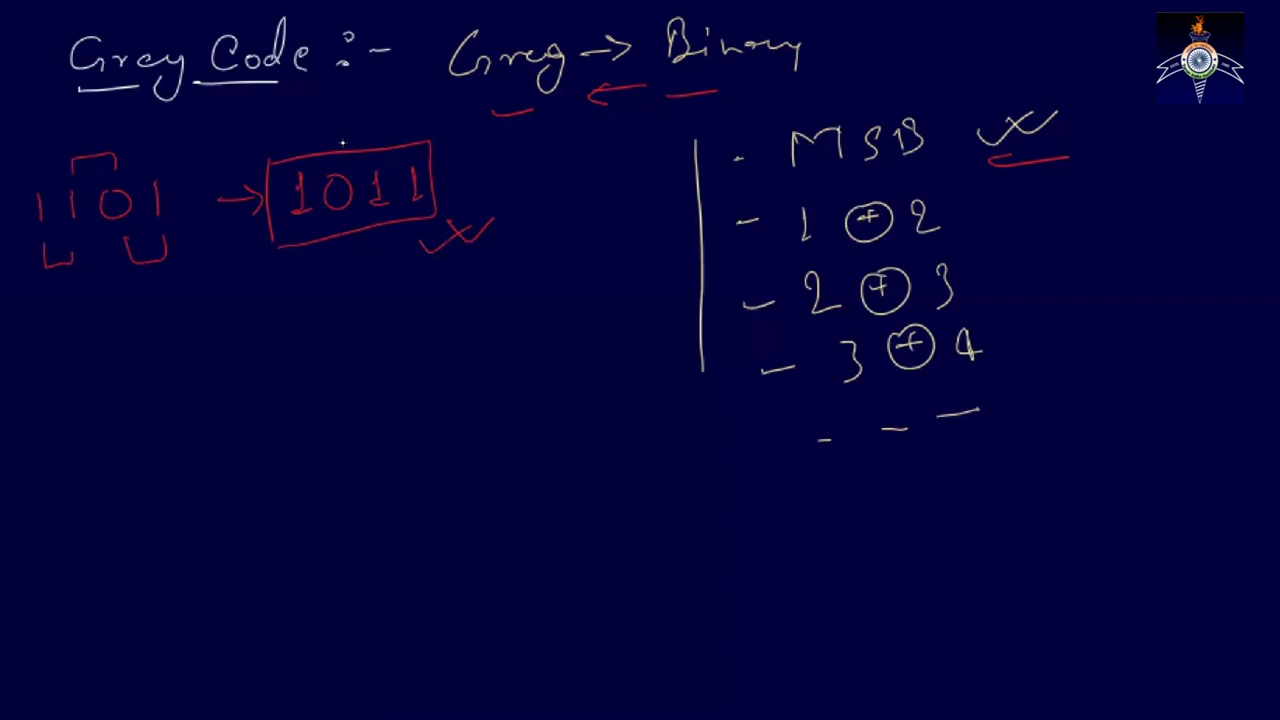 Grey Code :- Grey → Binary
1101 → 1011
- MSB
- 1 ⊕ 2
- 2 ⊕ 3
- 3 ⊕ 4
- - -